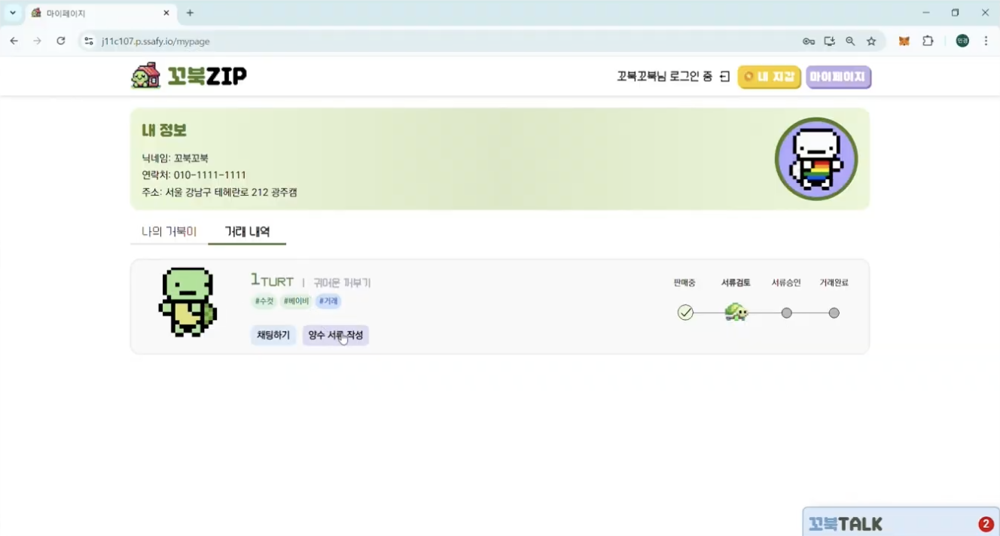 마이페이지
j11c107.p.ssafy.io/mypage
민경
꼬북ZIP
꼬북꼬북님 로그인 중
내 지갑
마이페이지
내 정보
닉네임: 꼬북꼬북
연락처: 010-1111-1111
주소: 서울 강남구 테헤란로 212 광주캠
나의 거북이
거래 내역
1TURT | 귀여운 꺼부기
#수컷 #베이비 #거래
채팅하기
양수 서류 작성
판매중
서류검토
서류승인
거래완료
꼬북TALK
2